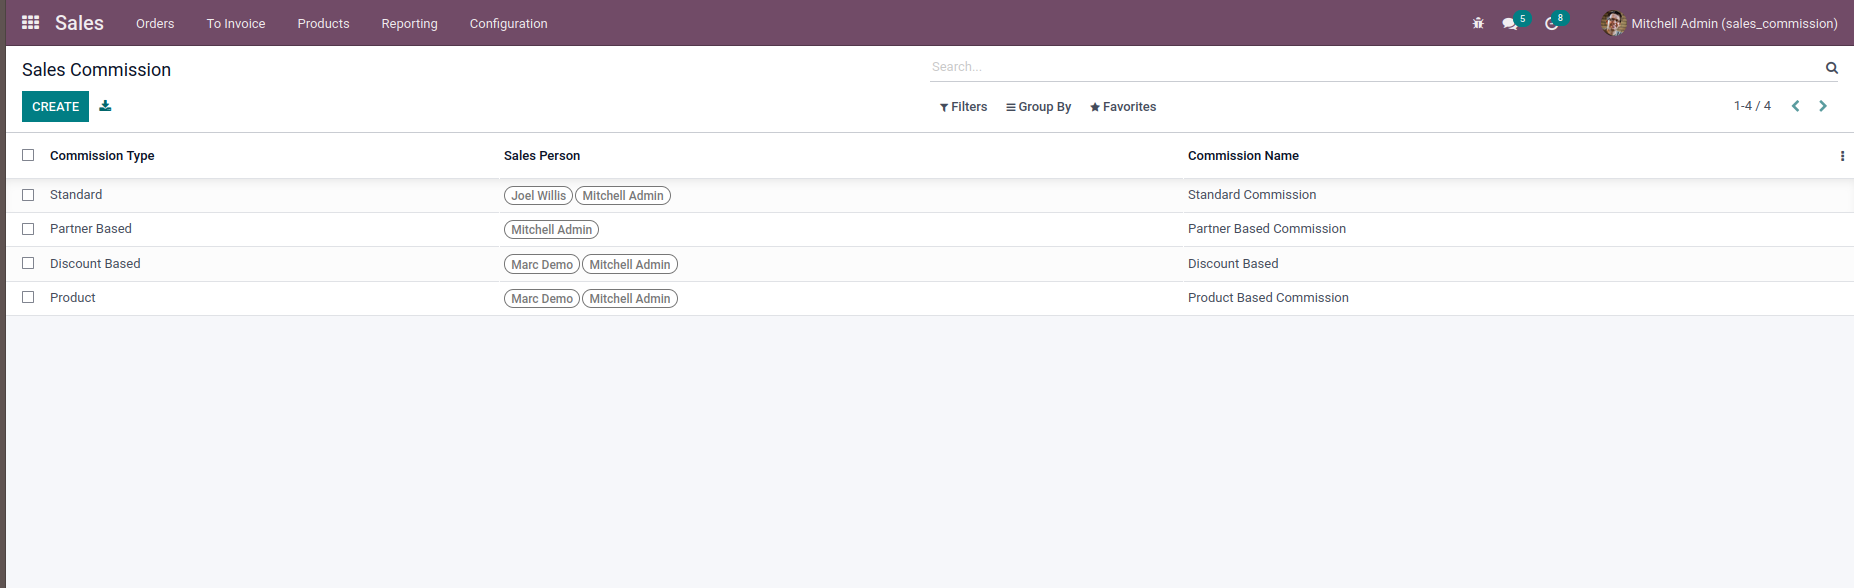 Sales Orders To Invoice Products Reporting Configuration 5 8 Mitchell Admin (sales_commission)
Sales Commission Search...
CREATE Filters Group By Favorites 1-4 / 4
Commission Type Sales Person Commission Name
Standard Joel Willis Mitchell Admin Standard Commission
Partner Based Mitchell Admin Partner Based Commission
Discount Based Marc Demo Mitchell Admin Discount Based
Product Marc Demo Mitchell Admin Product Based Commission